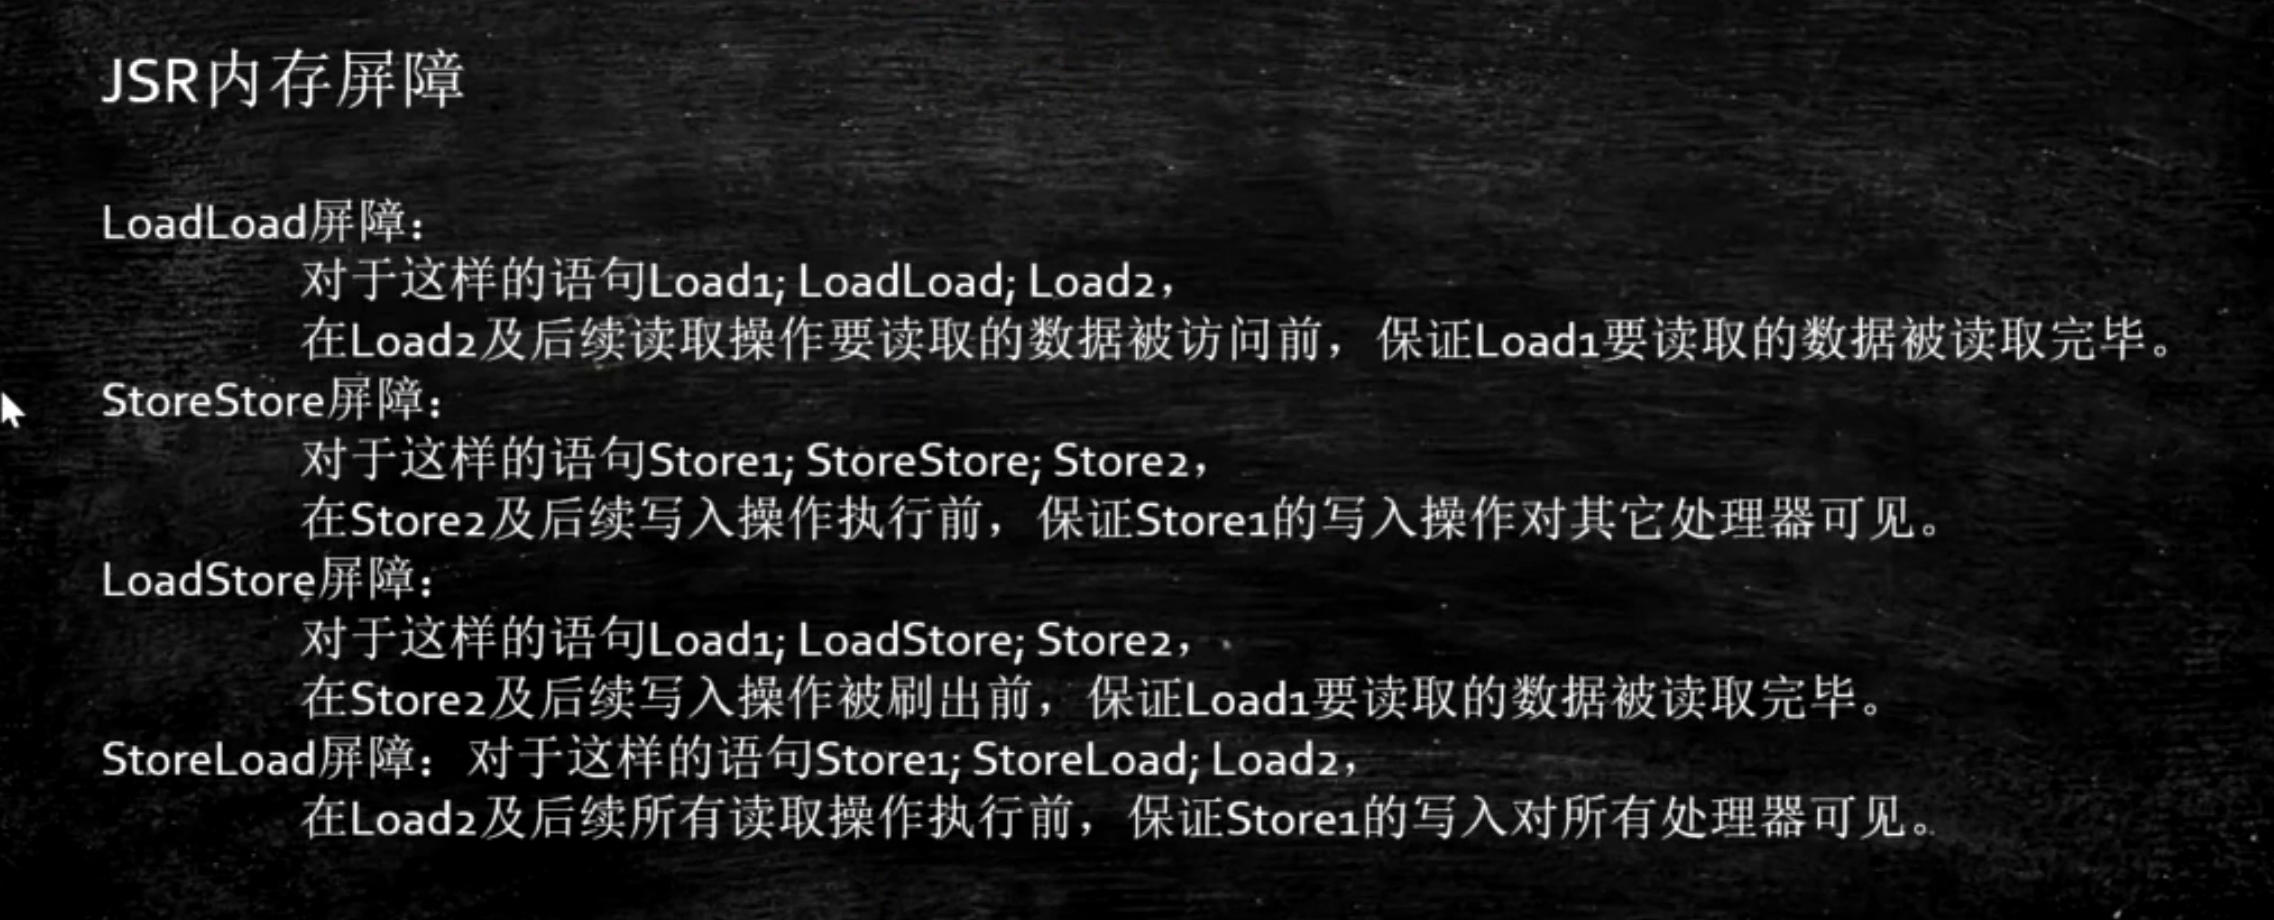 JSR内存屏障
LoadLoad屏障：
对于这样的语句Load1; LoadLoad; Load2，
在Load2及后续读取操作要读取的数据被访问前，保证Load1要读取的数据被读取完毕。
StoreStore屏障：
对于这样的语句Store1; StoreStore; Store2，
在Store2及后续写入操作执行前，保证Store1的写入操作对其它处理器可见。
LoadStore屏障：
对于这样的语句Load1; LoadStore; Store2，
在Store2及后续写入操作被刷出前，保证Load1要读取的数据被读取完毕。
StoreLoad屏障：对于这样的语句Store1; StoreLoad; Load2，
在Load2及后续所有读取操作执行前，保证Store1的写入对所有处理器可见。